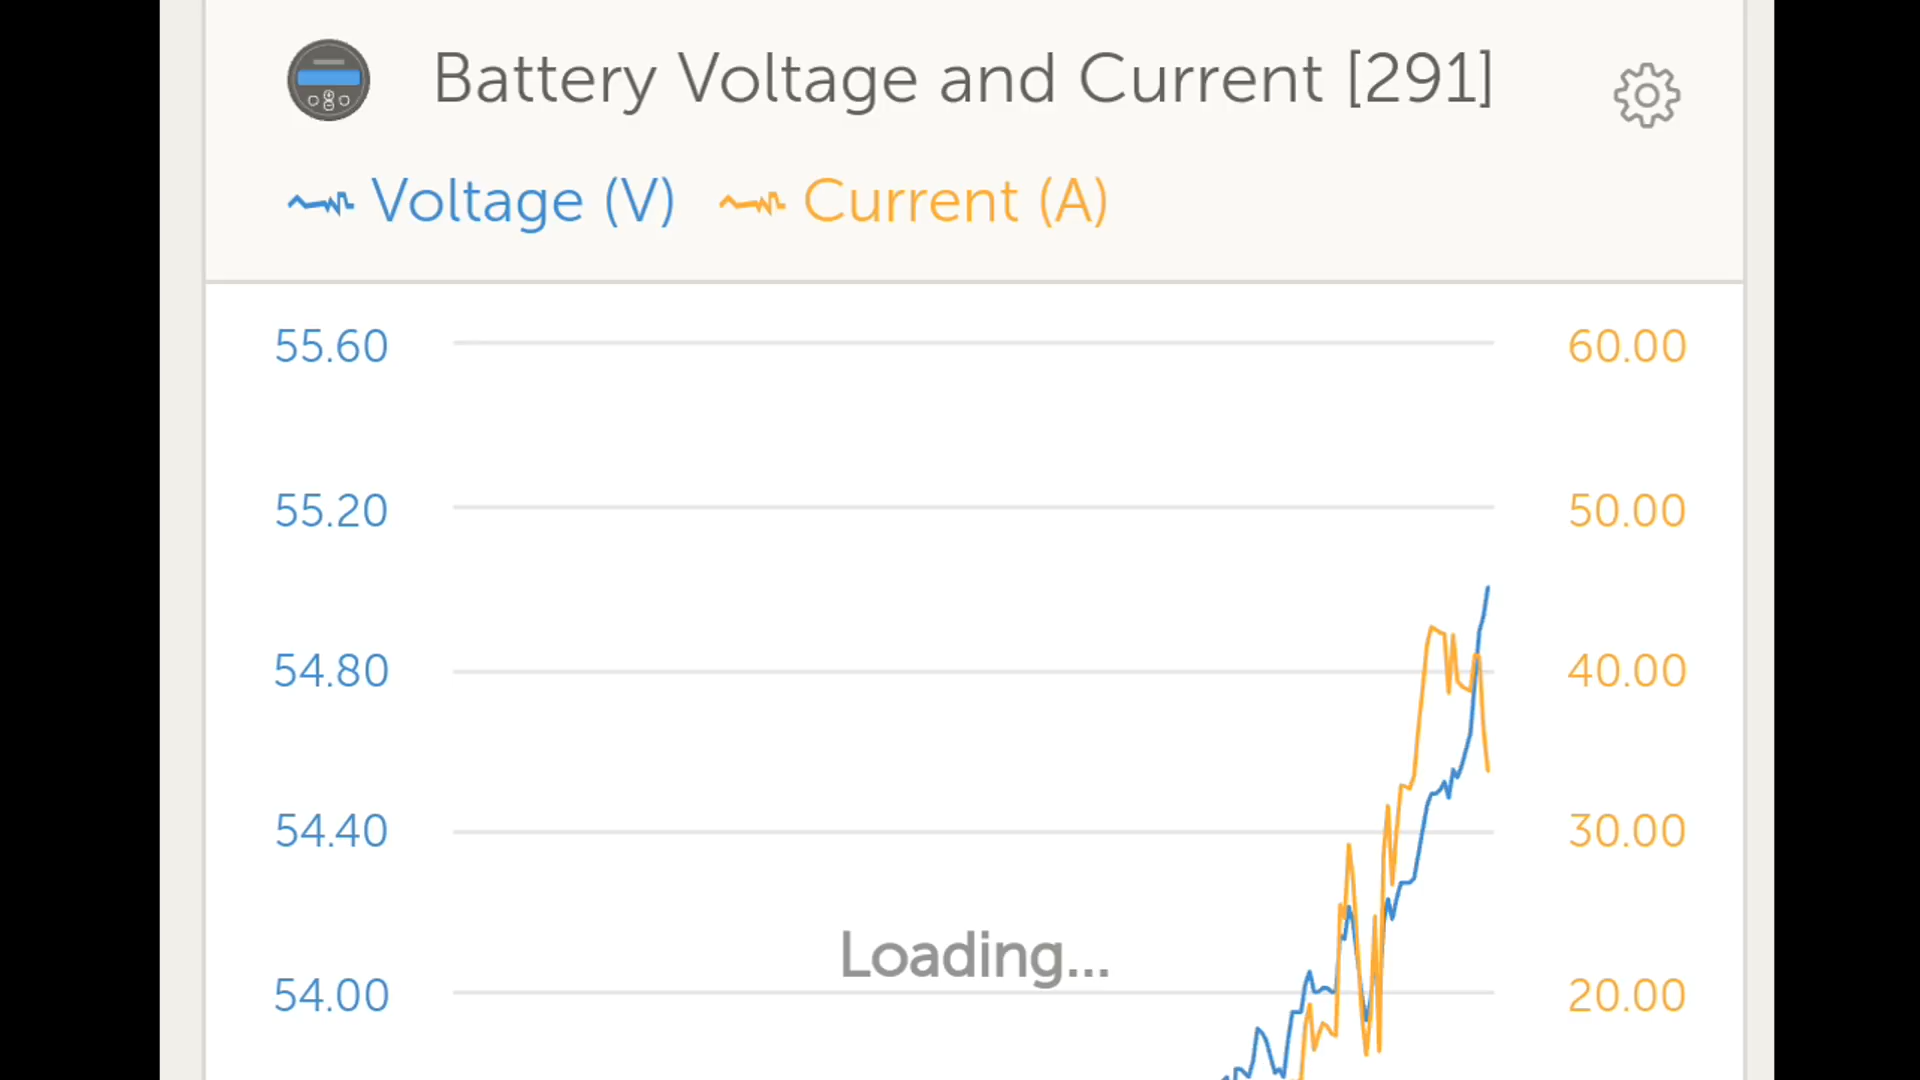 Battery Voltage and Current [291]
Voltage (V) Current (A)
55.60 60.00
55.20 50.00
54.80 40.00
54.40 30.00
Loading...
54.00 20.00